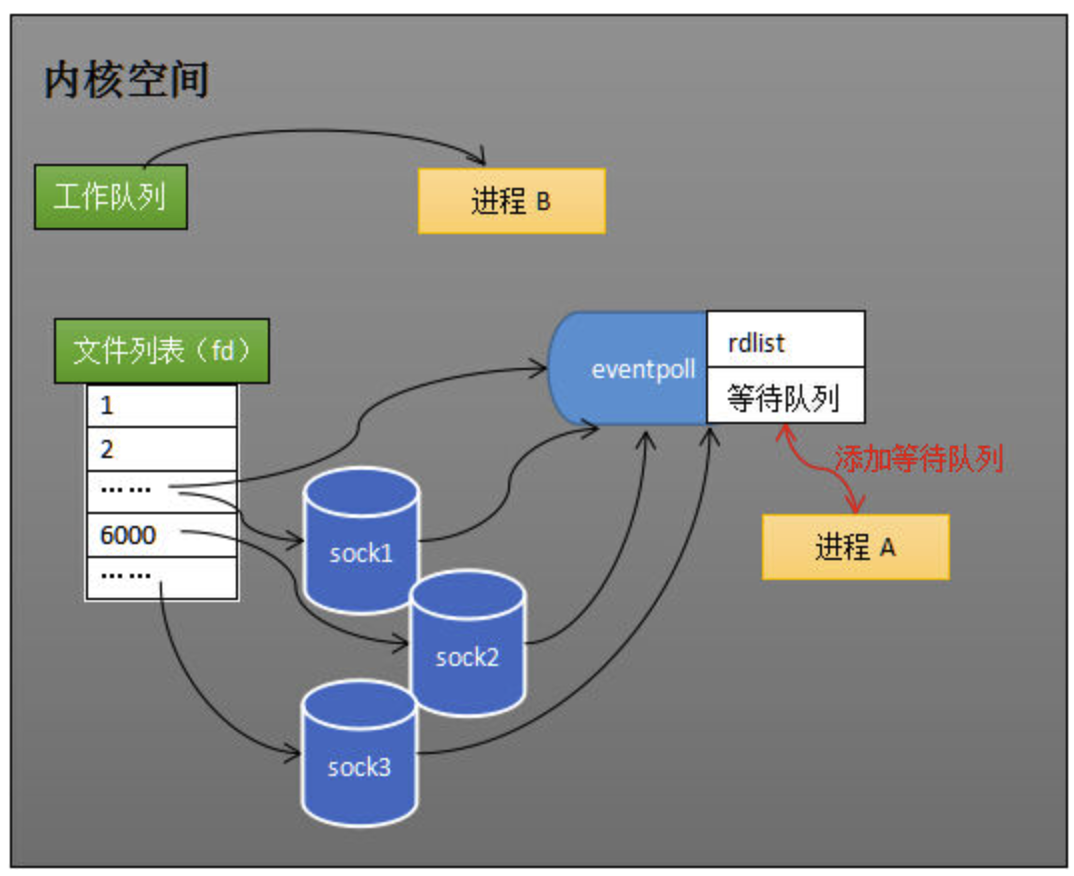 内核空间
工作队列
进程 B
文件列表（fd）
1
2
……
6000
……
eventpoll
rdlist
等待队列
添加等待队列
进程 A
sock1
sock2
sock3